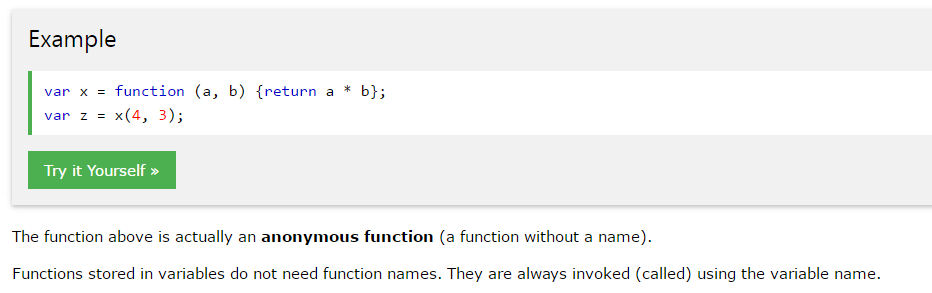 Example
var x = function (a, b) {return a * b};
var z = x(4, 3);
Try it Yourself »
The function above is actually an anonymous function (a function without a name).
Functions stored in variables do not need function names. They are always invoked (called) using the variable name.